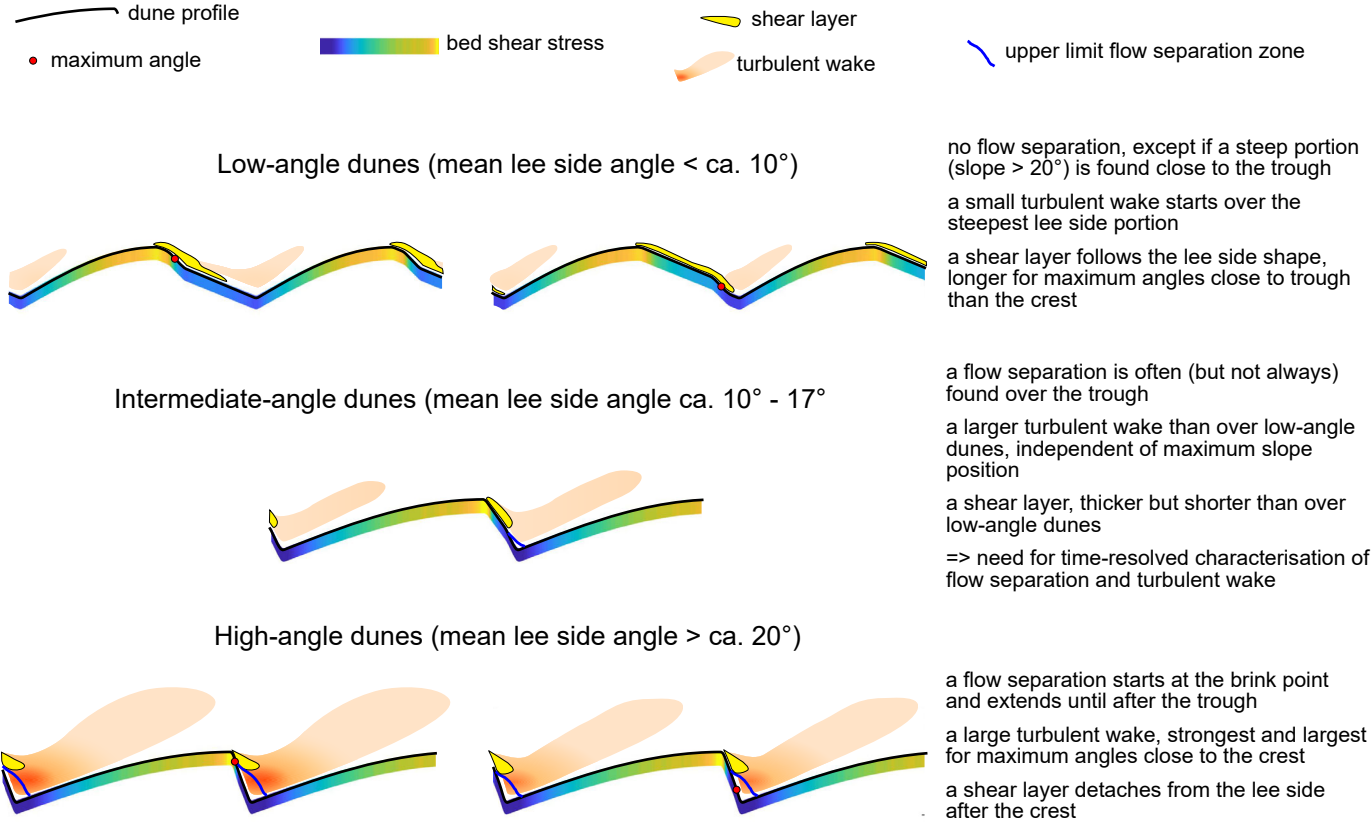 dune profile
maximum angle
bed shear stress
shear layer
turbulent wake
upper limit flow separation zone
Low-angle dunes (mean lee side angle < ca. 10°)
no flow separation, except if a steep portion
(slope > 20°) is found close to the trough
a small turbulent wake starts over the
steepest lee side portion
a shear layer follows the lee side shape,
longer for maximum angles close to trough
than the crest
Intermediate-angle dunes (mean lee side angle ca. 10° - 17°
a flow separation is often (but not always)
found over the trough
a larger turbulent wake than over low-angle
dunes, independent of maximum slope
position
a shear layer, thicker but shorter than over
low-angle dunes
=> need for time-resolved characterisation of
flow separation and turbulent wake
High-angle dunes (mean lee side angle > ca. 20°)
a flow separation starts at the brink point
and extends until after the trough
a large turbulent wake, strongest and largest
for maximum angles close to the crest
a shear layer detaches from the lee side
after the crest